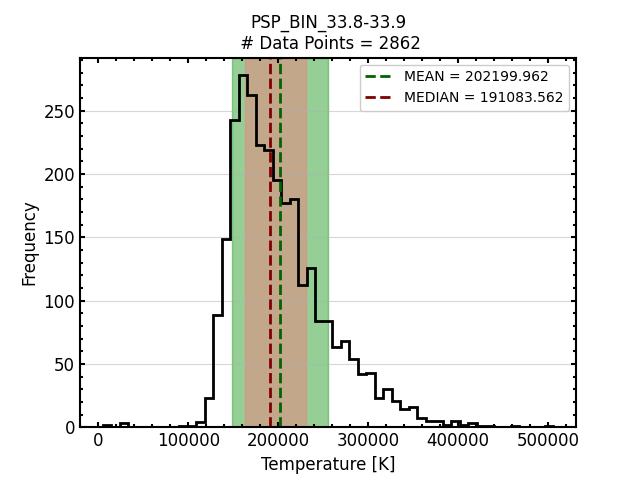 PSP_BIN_33.8-33.9
# Data Points = 2862
MEAN = 202199.962
MEDIAN = 191083.562
Frequency
250
200
150
100
50
0
0 100000 200000 300000 400000 500000
Temperature [K]